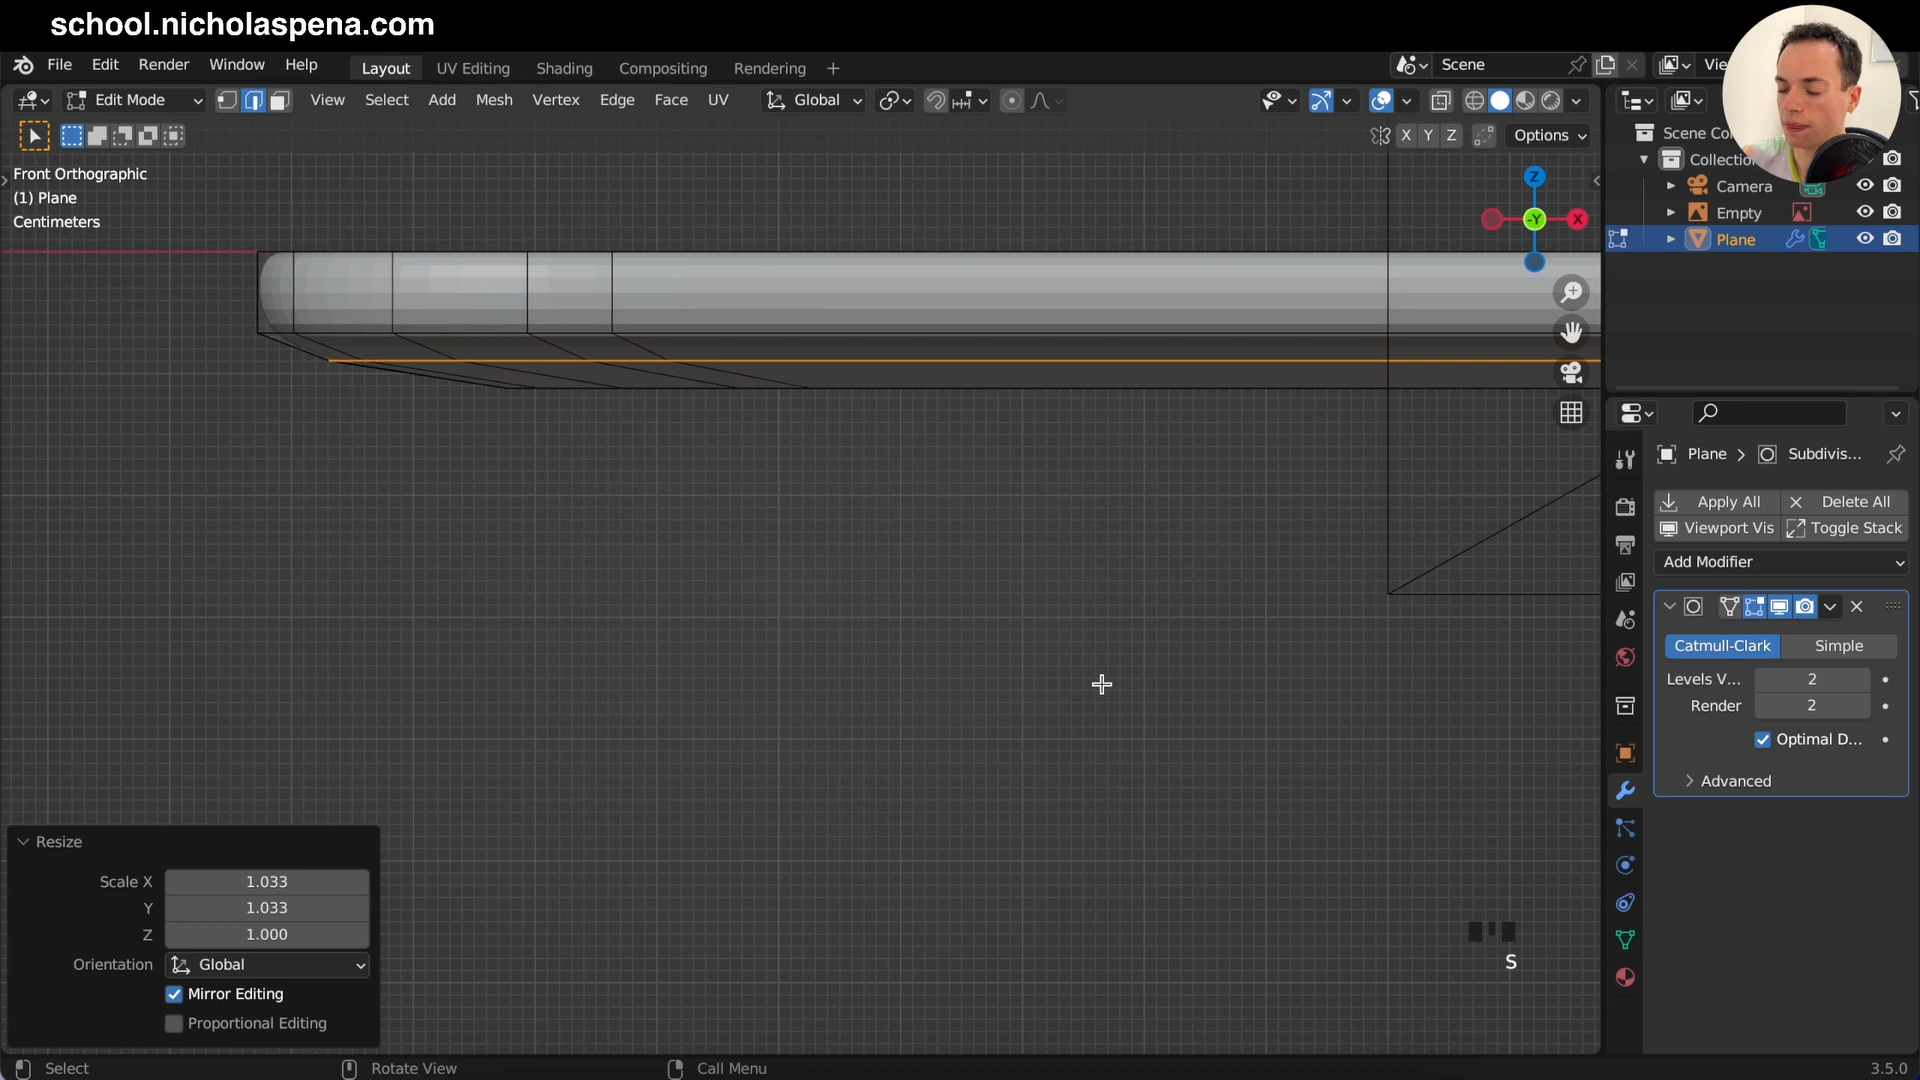 school.nicholaspena.com
File Edit Render Window Help Layout UV Editing Shading Compositing Rendering + Scene
Edit Mode View Select Add Mesh Vertex Edge Face UV Global
X Y Z Options
Front Orthographic
(1) Plane
Centimeters
Z
-Y X
Collection
Camera
Empty
Plane
Plane > Subdivis...
Apply All Delete All
Viewport Vis Toggle Stack
Add Modifier
Catmull-Clark Simple
Levels V... 2
Render 2
Optimal D...
Advanced
Resize
Scale X 1.033
Y 1.033
Z 1.000
Orientation Global
Mirror Editing
Proportional Editing
S
Select Rotate View Call Menu 3.5.0